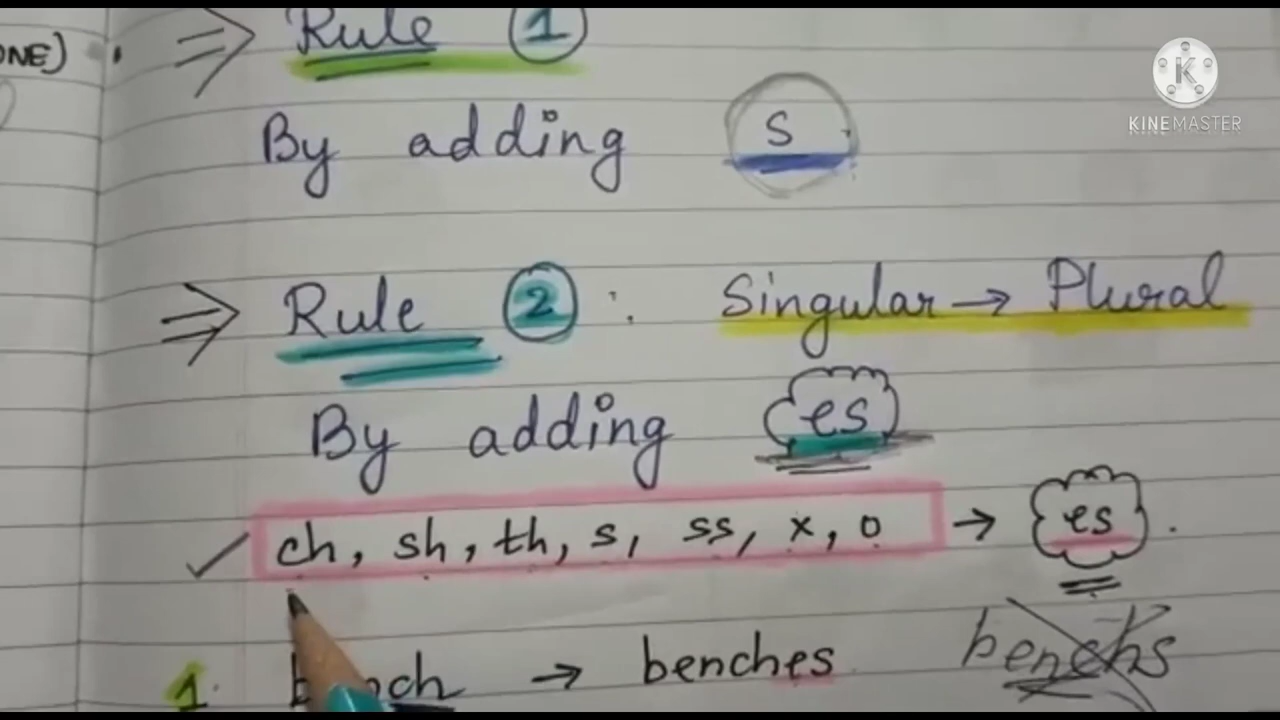 ONE) . ⇒ Rule 1
KINEMASTER
By adding s
⇒ Rule 2 : Singular → Plural
By adding es
✓ ch, sh, th, s, ss, x, o → es .
1. bench → benches benchs